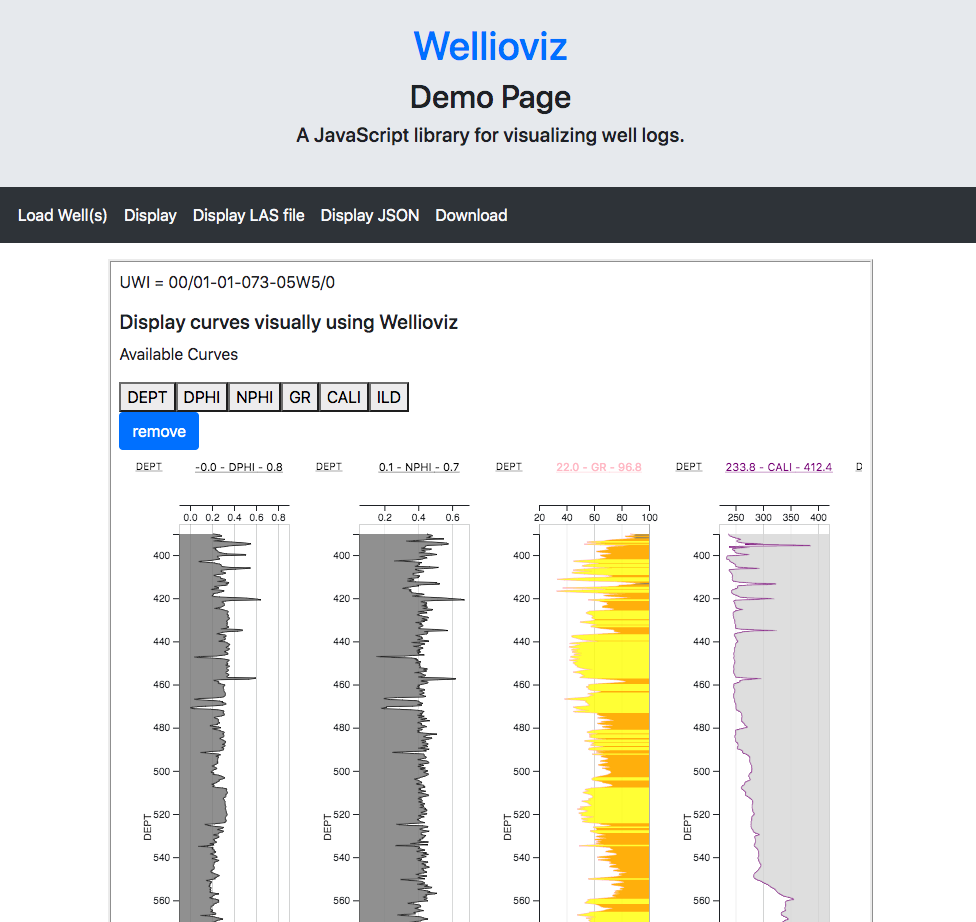 Wellioviz
Demo Page
A JavaScript library for visualizing well logs.
Load Well(s) Display Display LAS file Display JSON Download
UWI = 00/01-01-073-05W5/0
Display curves visually using Wellioviz
Available Curves
DEPT DPHI NPHI GR CALI ILD
remove
DEPT -0.0 - DPHI - 0.8 DEPT 0.1 - NPHI - 0.7 DEPT 22.0 - GR - 96.8 DEPT 233.8 - CALI - 412.4 D
0.0 0.2 0.4 0.6 0.8 0.2 0.4 0.6 20 40 60 80 100 250 300 350 400
400 400 400 400
420 420 420 420
440 440 440 440
460 460 460 460
480 480 480 480
500 500 500 500
520 520 520 520
DEPT DEPT DEPT DEPT
540 540 540 540
560 560 560 560